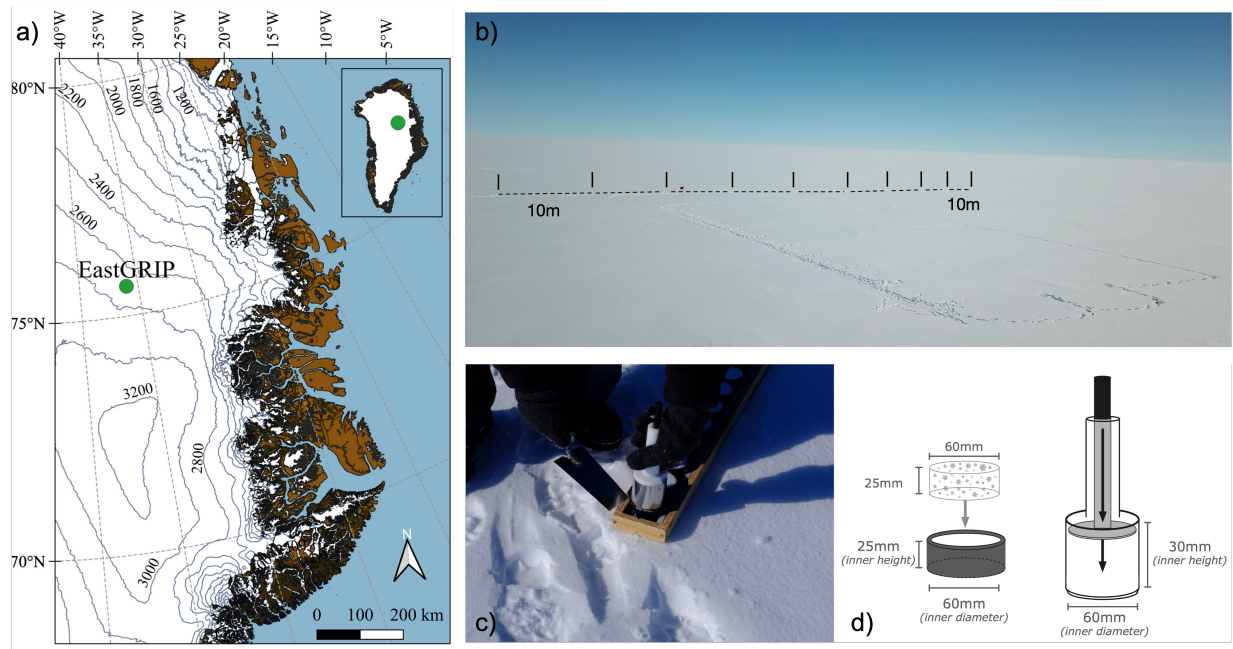 a)
40°W
35°W
30°W
25°W
20°W
15°W
10°W
5°W
80°N
75°N
70°N
2200
2000
1800
1600
1200
2400
2600
EastGRIP
3200
2800
3000
N
0 100 200 km
b)
10m
10m
c)
d)
60mm
25mm
25mm
(inner height)
60mm
(inner diameter)
30mm
(inner height)
60mm
(inner diameter)